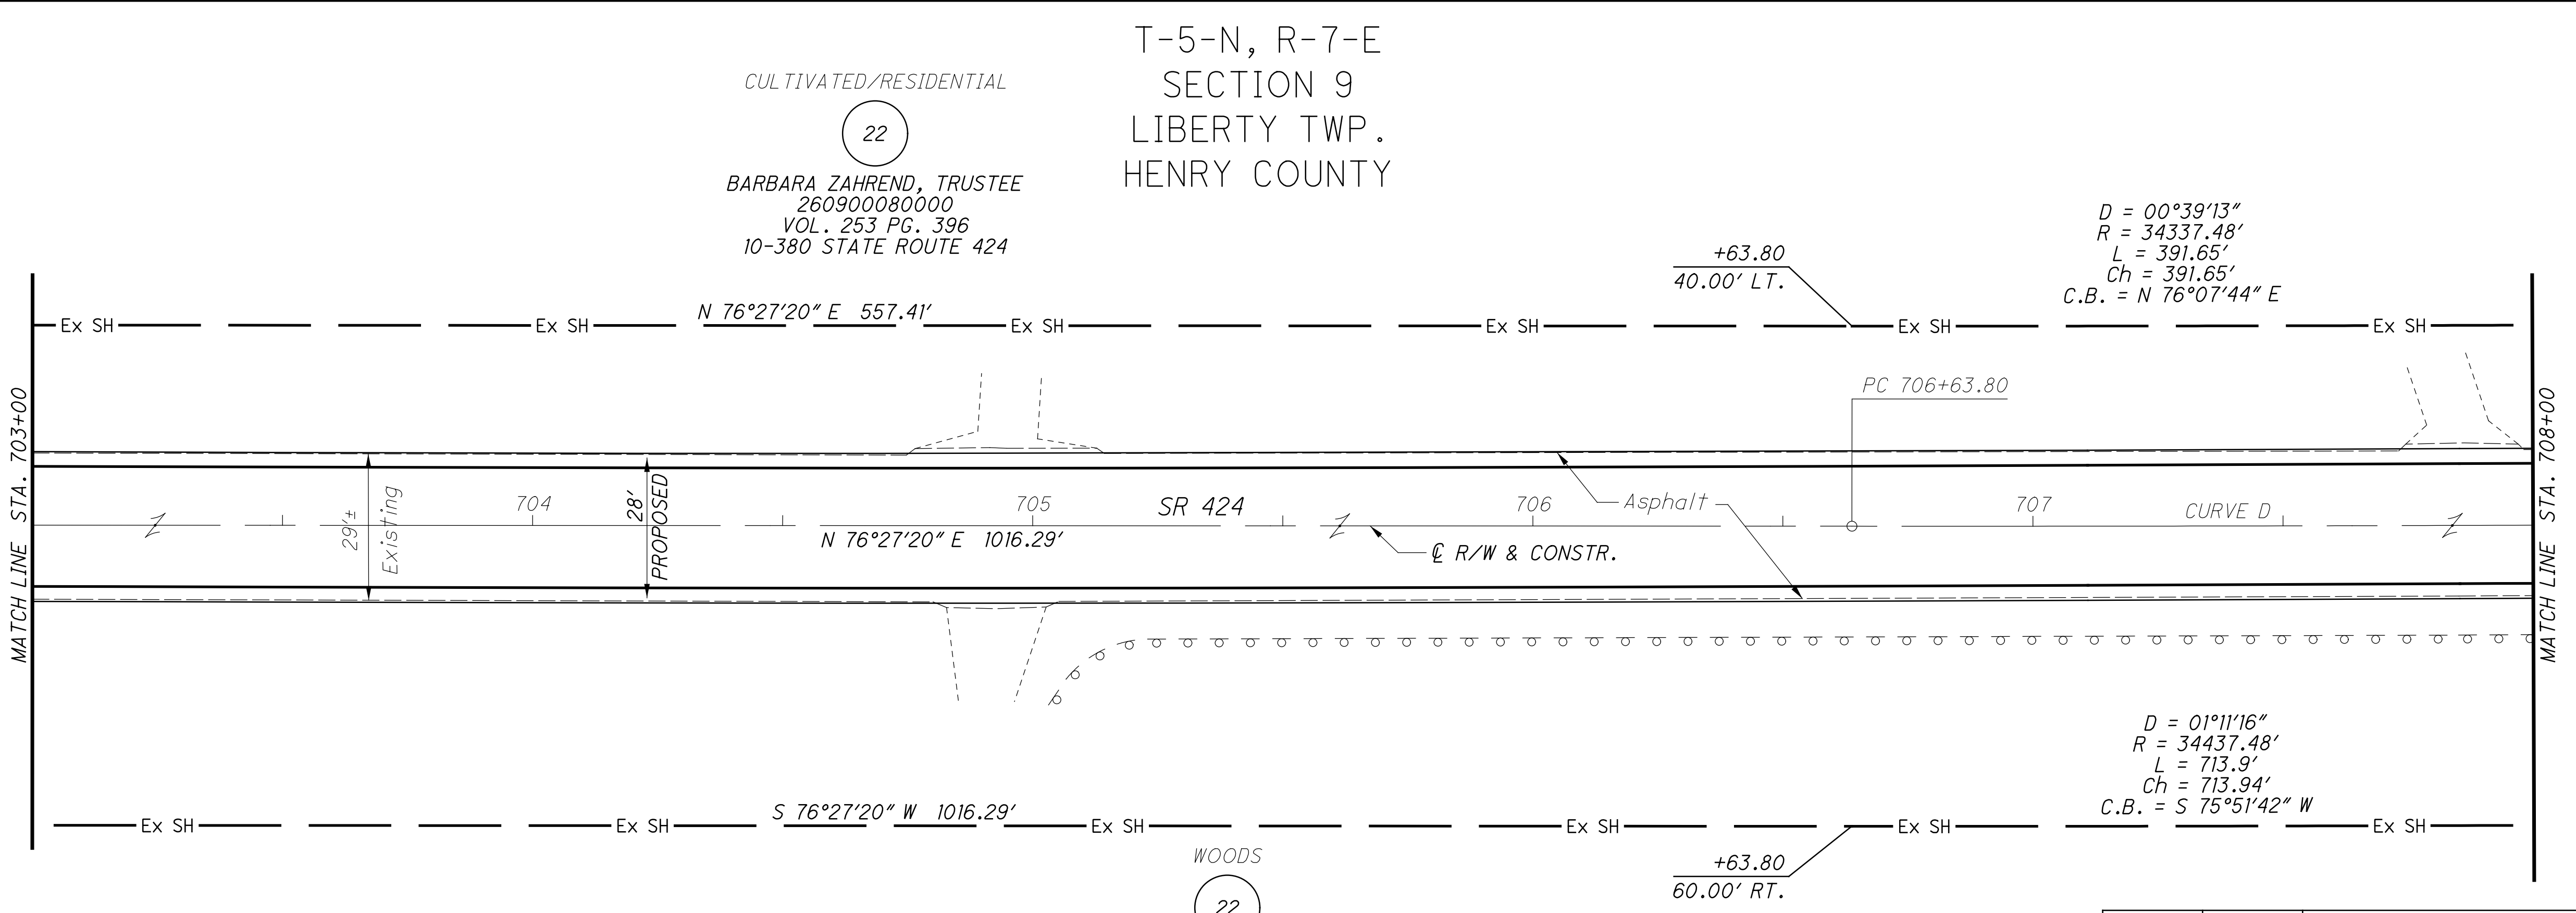 T-5-N, R-7-E
SECTION 9
LIBERTY TWP.
HENRY COUNTY
CULTIVATED/RESIDENTIAL
22
BARBARA ZAHREND, TRUSTEE
260900080000
VOL. 253 PG. 396
10-380 STATE ROUTE 424
D = 00°39'13"
R = 34337.48'
L = 391.65'
Ch = 391.65'
C.B. = N 76°07'44" E
+63.80
40.00' LT.
N 76°27'20" E 557.41'
Ex SH
Ex SH
Ex SH
Ex SH
Ex SH
Ex SH
MATCH LINE STA. 703+00
MATCH LINE STA. 708+00
PC 706+63.80
29'±
Existing
704
28'
PROPOSED
705
SR 424
706
Asphalt
707
CURVE D
N 76°27'20" E 1016.29'
℄ R/W & CONSTR.
D = 01°11'16"
R = 34437.48'
L = 713.9'
Ch = 713.94'
C.B. = S 75°51'42" W
S 76°27'20" W 1016.29'
Ex SH
Ex SH
Ex SH
Ex SH
Ex SH
Ex SH
WOODS
22
+63.80
60.00' RT.